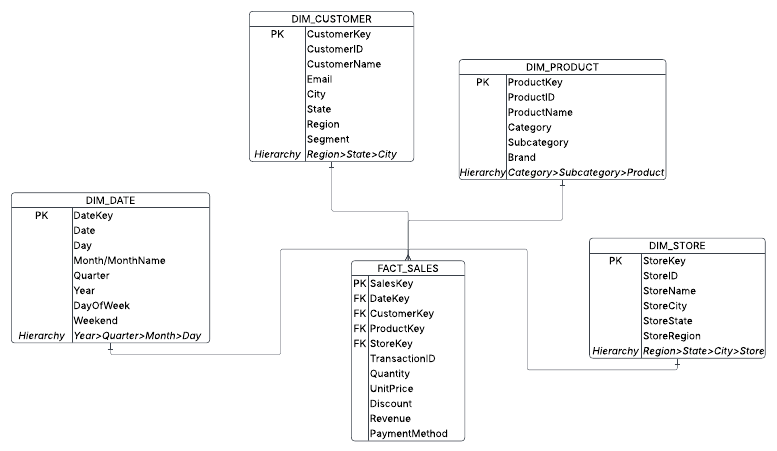 DIM_CUSTOMER
PK CustomerKey
CustomerID
CustomerName
Email
City
State
Region
Segment
Hierarchy Region>State>City
DIM_PRODUCT
PK ProductKey
ProductID
ProductName
Category
Subcategory
Brand
Hierarchy Category>Subcategory>Product
DIM_DATE
PK DateKey
Date
Day
Month/MonthName
Quarter
Year
DayOfWeek
Weekend
Hierarchy Year>Quarter>Month>Day
DIM_STORE
PK StoreKey
StoreID
StoreName
StoreCity
StoreState
StoreRegion
Hierarchy Region>State>City>Store
FACT_SALES
PK SalesKey
FK DateKey
FK CustomerKey
FK ProductKey
FK StoreKey
TransactionID
Quantity
UnitPrice
Discount
Revenue
PaymentMethod